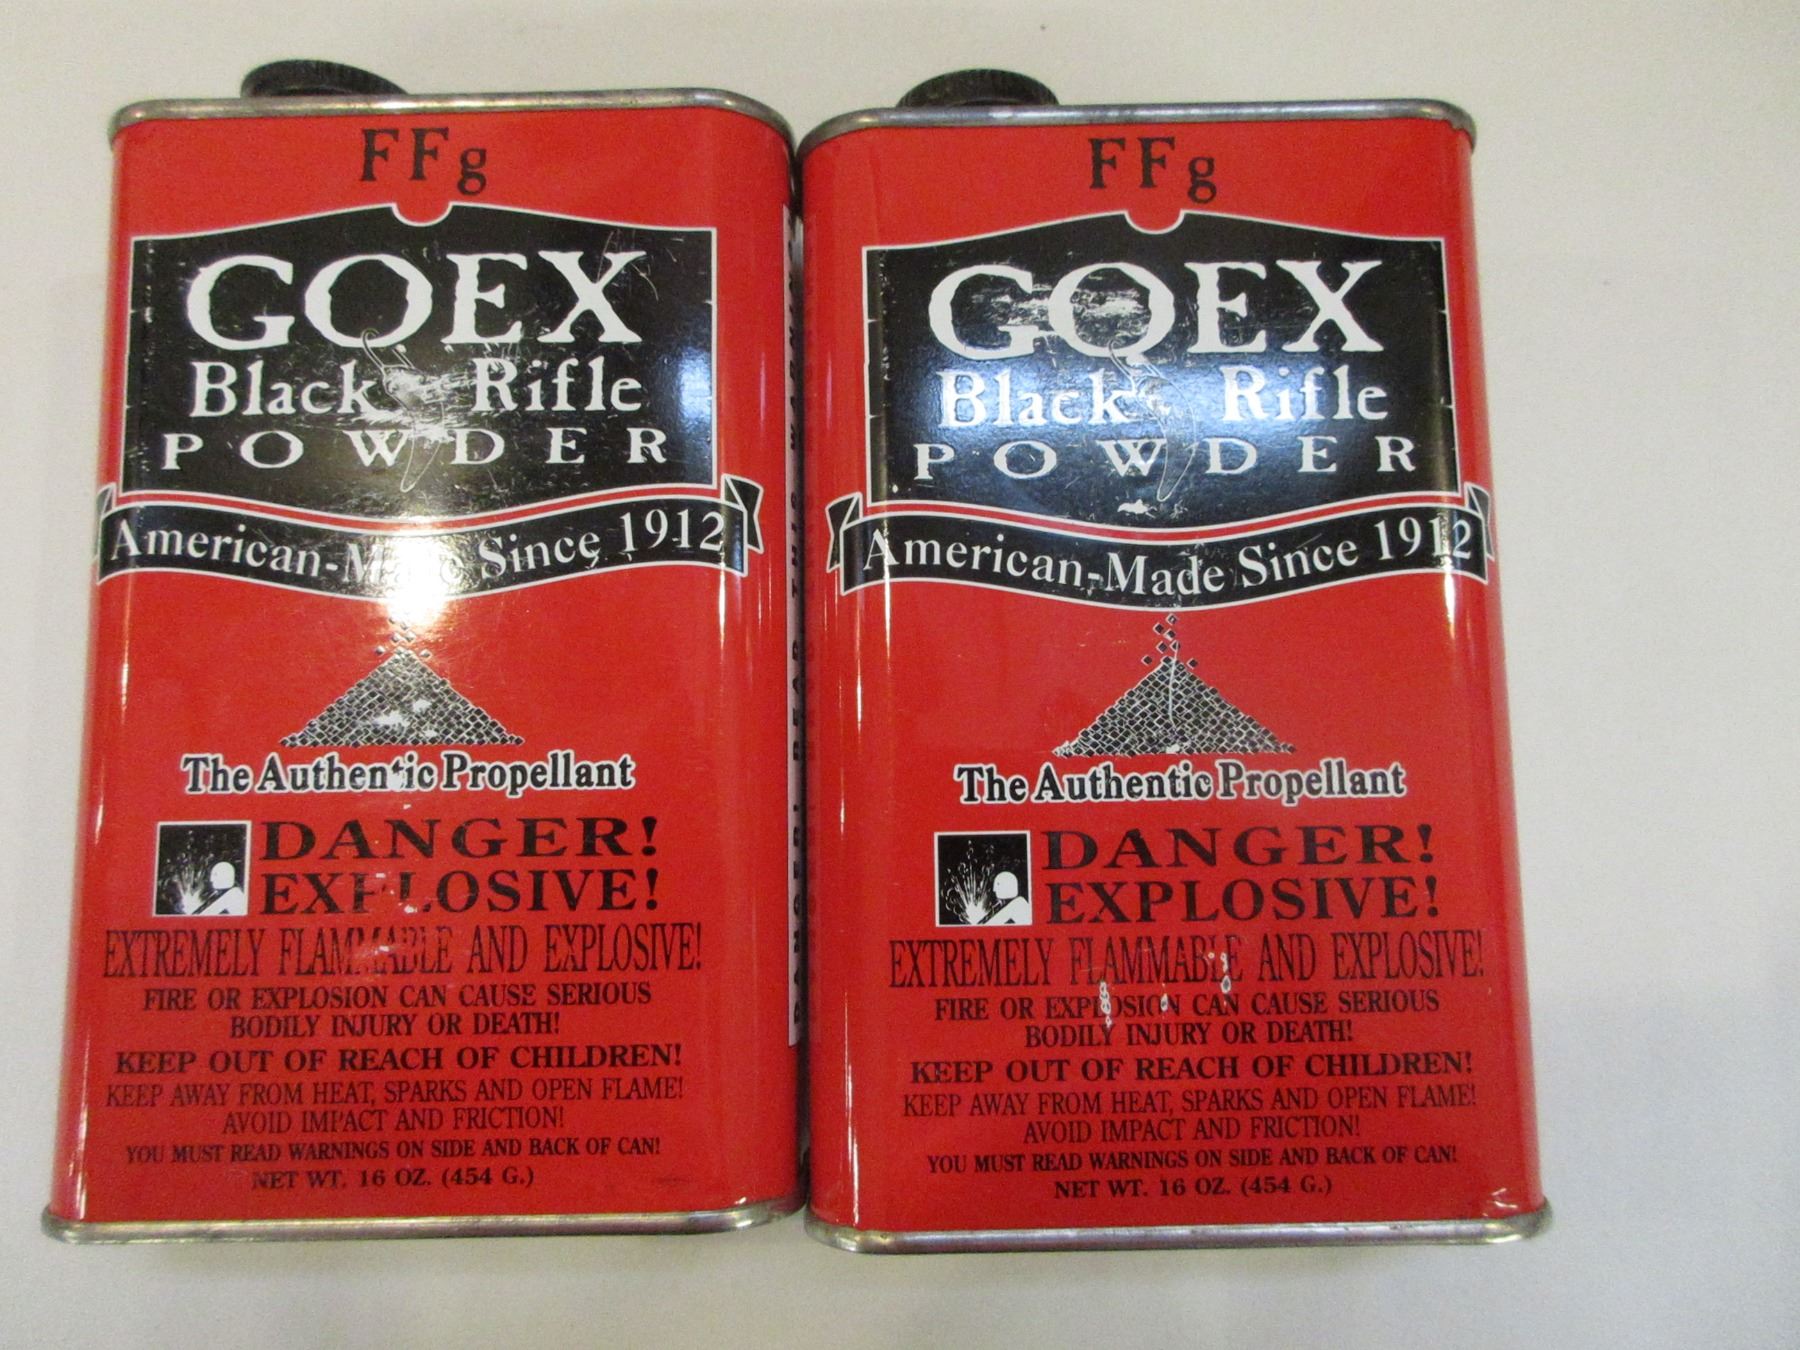 FFg
GOEX
Black Rifle
POWDER
American-Made Since 1912
The Authentic Propellant
DANGER!
EXPLOSIVE!
EXTREMELY FLAMMABLE AND EXPLOSIVE!
FIRE OR EXPLOSION CAN CAUSE SERIOUS
BODILY INJURY OR DEATH!
KEEP OUT OF REACH OF CHILDREN!
KEEP AWAY FROM HEAT, SPARKS AND OPEN FLAME!
AVOID IMPACT AND FRICTION!
YOU MUST READ WARNINGS ON SIDE AND BACK OF CAN!
NET WT. 16 OZ. (454 G.)
FFg
GOEX
Black Rifle
POWDER
American-Made Since 1912
The Authentic Propellant
DANGER!
EXPLOSIVE!
EXTREMELY FLAMMABLE AND EXPLOSIVE!
FIRE OR EXPLOSION CAN CAUSE SERIOUS
BODILY INJURY OR DEATH!
KEEP OUT OF REACH OF CHILDREN!
KEEP AWAY FROM HEAT, SPARKS AND OPEN FLAME!
AVOID IMPACT AND FRICTION!
YOU MUST READ WARNINGS ON SIDE AND BACK OF CAN!
NET WT. 16 OZ. (454 G.)